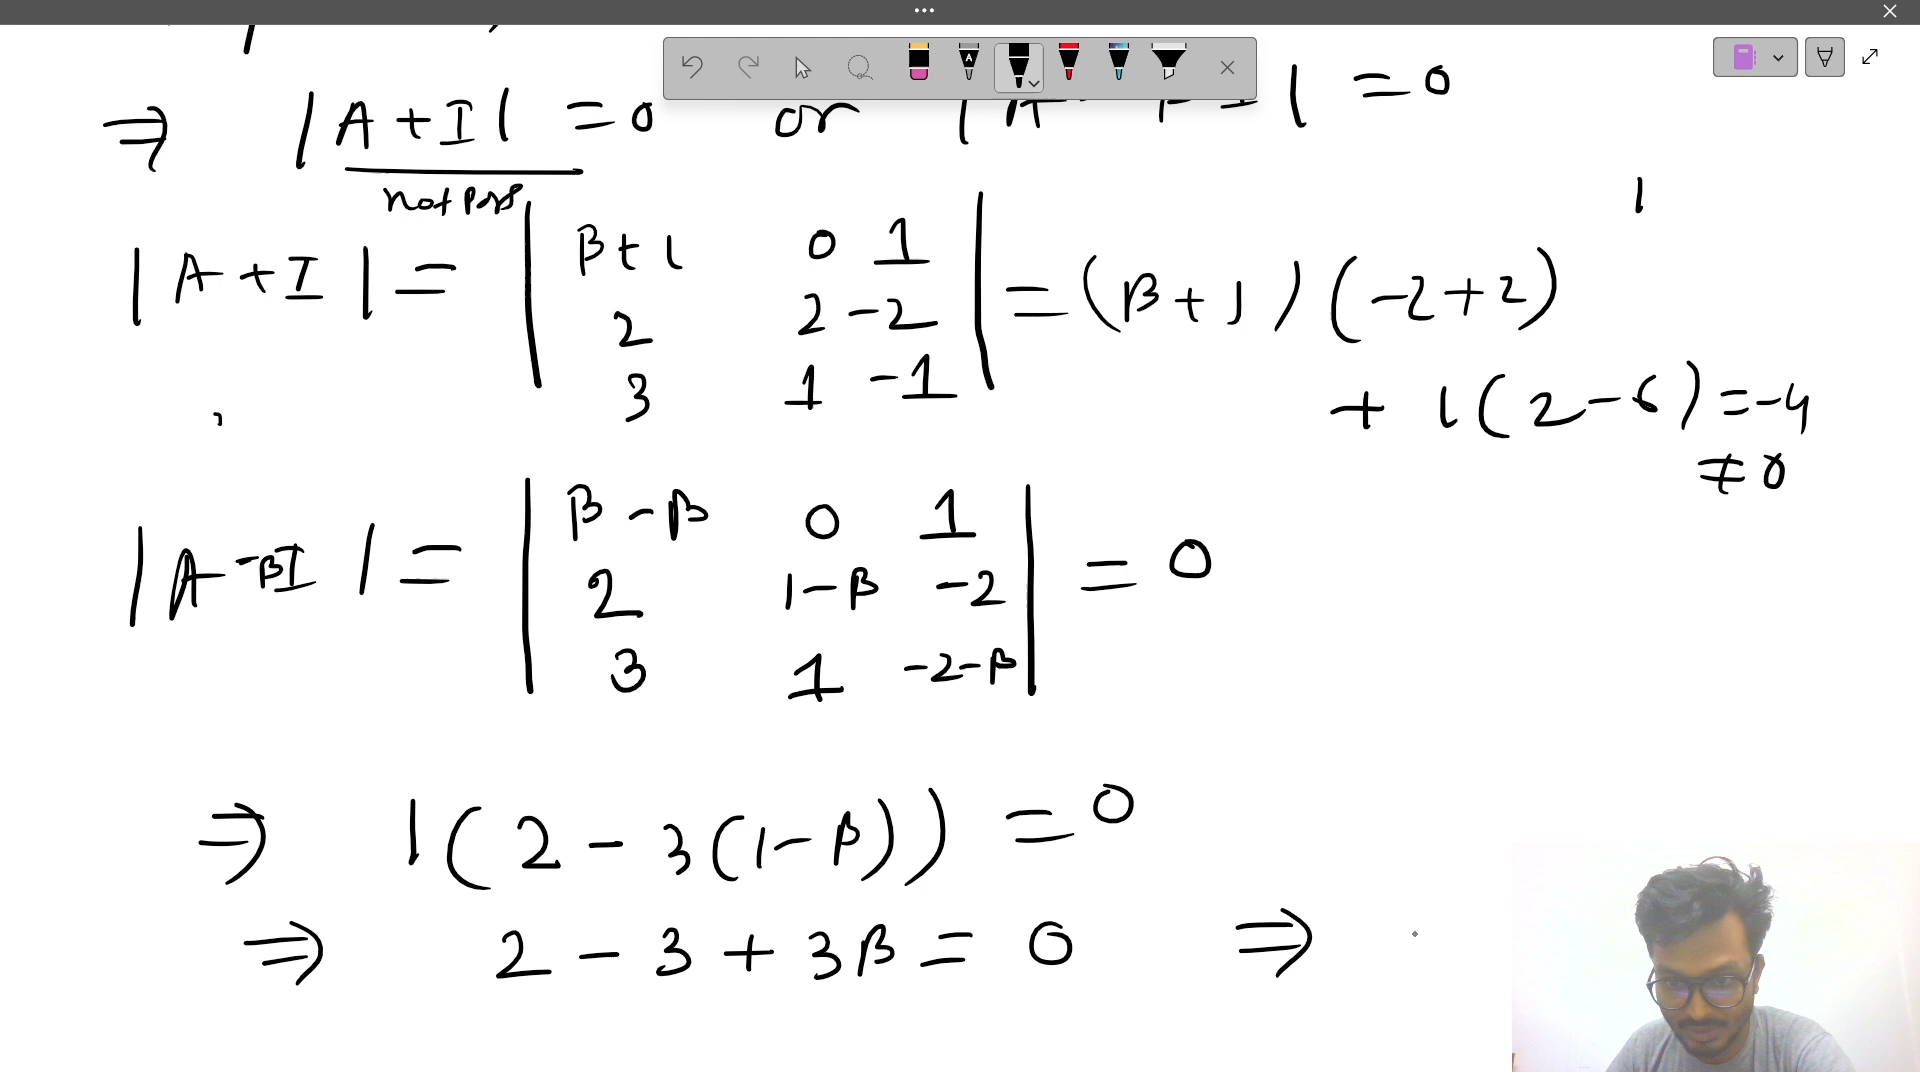 ⇒ |A+I| =0 or |A - βI| =0
not poss
|A+I| = | β+1 0 1 | = (β+1)(-2+2)
2 2 -2
3 1 -1
+ 1(2-6) = -4
≠ 0
|A-βI| = | β-β 0 1 | = 0
2 1-β -2
3 1 -2-β
⇒ 1(2-3(1-β)) = 0
⇒ 2-3+3β = 0 ⇒